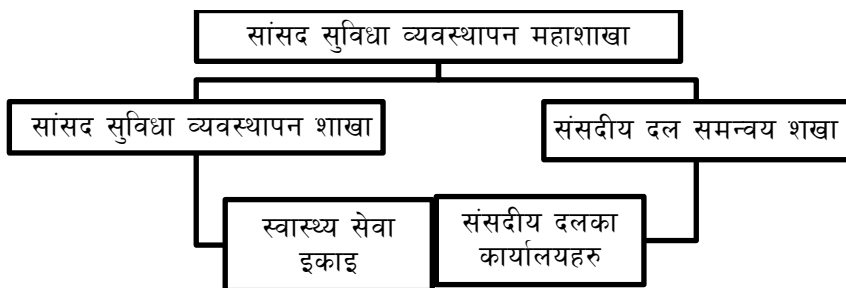 सांसद सुविधा व्यवस्थापन महाशाखा
सांसद सुविधा व्यवस्थापन शाखा
संसदीय दल समन्वय शखा
स्वास्थ्य सेवा
इकाइ
संसदीय दलका
कार्यालयहरु